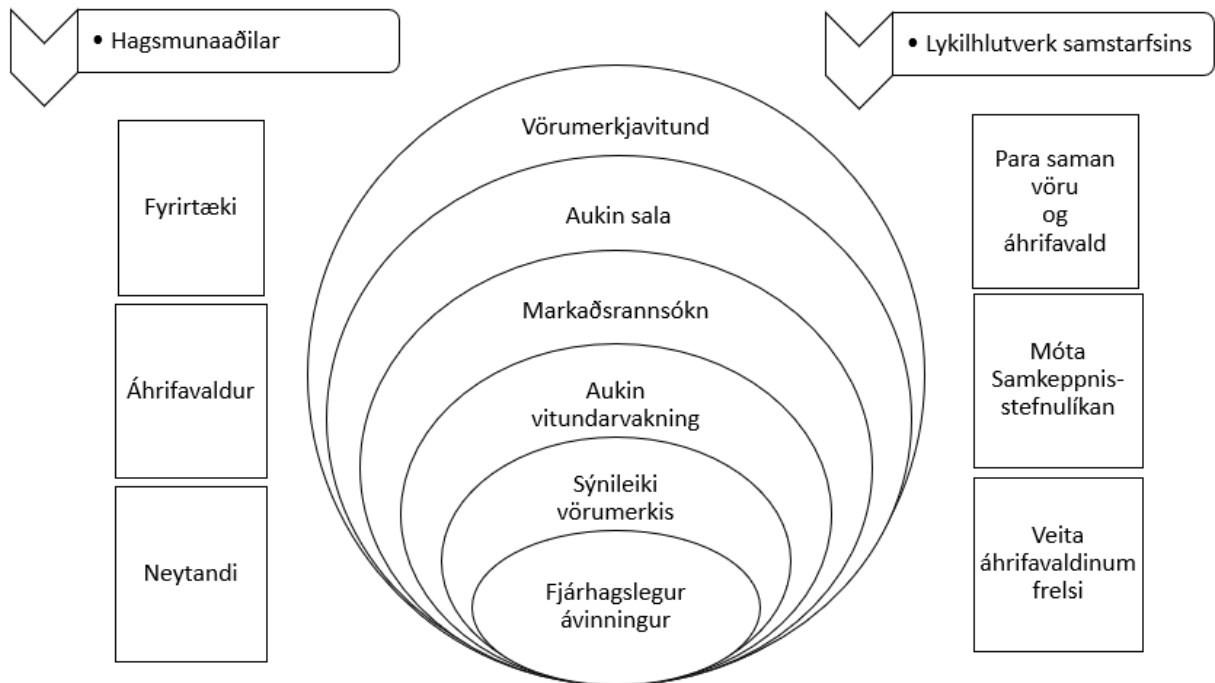 • Hagsmunaaðilar
Fyrirtæki
Áhrifavaldur
Neytandi
Vörumerkjavitund
Aukin sala
Markaðsrannsókn
Aukin
vitundarvakning
Sýnileiki
vörumerkis
Fjárhagslegur
ávinningur
• Lykilhlutverk samstarfsins
Para saman
vöru
og
áhrifavald
Móta
Samkeppnis-
stefnulíkan
Veita
áhrifavaldinum
frelsi